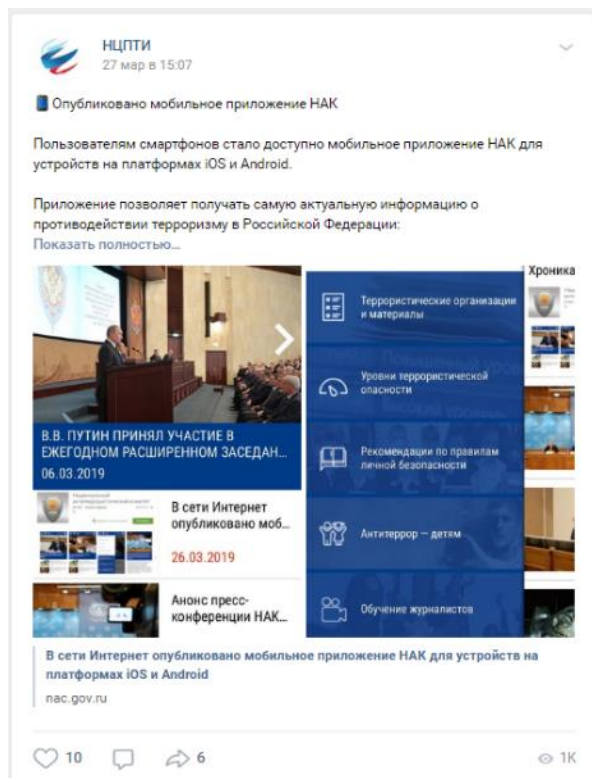 НЦПТИ
27 мар в 15:07
Опубликовано мобильное приложение НАК
Пользователям смартфонов стало доступно мобильное приложение НАК для
устройств на платформах iOS и Android.
Приложение позволяет получать самую актуальную информацию о
противодействии терроризму в Российской Федерации:
Показать полностью...
В.В. ПУТИН ПРИНЯЛ УЧАСТИЕ В
ЕЖЕГОДНОМ РАСШИРЕННОМ ЗАСЕДАН...
06.03.2019
В сети Интернет
опубликовано моб...
26.03.2019
Анонс пресс-
конференции НАК...
Террористические организации
и материалы
Уровни террористической
опасности
Рекомендации по правилам
личной безопасности
Антитеррор — детям
Обучение журналистов
Хроника
В сети Интернет опубликовано мобильное приложение НАК для устройств на
платформах iOS и Android
nac.gov.ru
10
6
1K